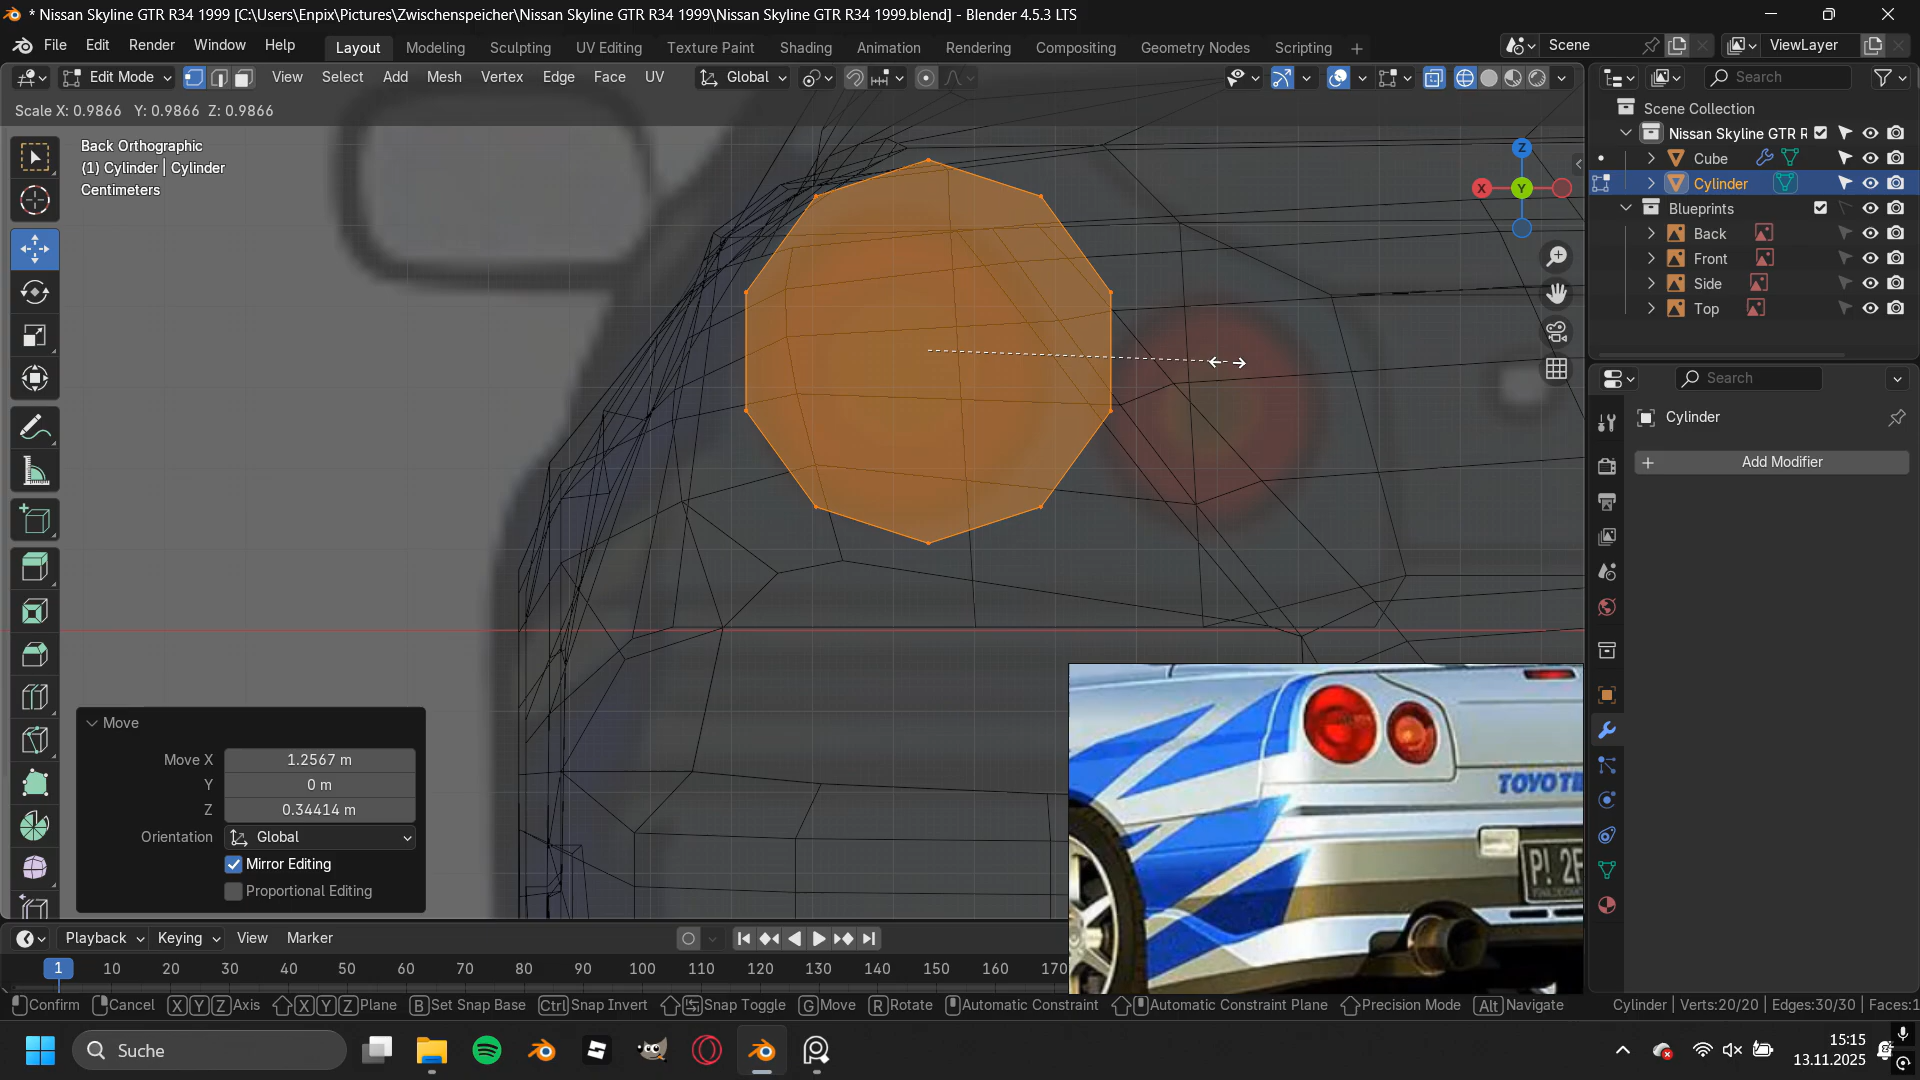 * Nissan Skyline GTR R34 1999 [C:\Users\Enpix\Pictures\Zwischenspeicher\Nissan Skyline GTR R34 1999\Nissan Skyline GTR R34 1999.blend] - Blender 4.5.3 LTS
File Edit Render Window Help Layout Modeling Sculpting UV Editing Texture Paint Shading Animation Rendering Compositing Geometry Nodes Scripting Scene ViewLayer
Edit Mode View Select Add Mesh Vertex Edge Face UV Global Search
Scale X: 0.9866 Y: 0.9866 Z: 0.9866
Scene Collection
Nissan Skyline GTR R
Cube
Cylinder
Blueprints
Back
Front
Side
Top
Back Orthographic
(1) Cylinder | Cylinder
Centimeters
Z
X Y
Search
Cylinder
Add Modifier
Move
Move X 1.2567 m
Y 0 m
Z 0.34414 m
Orientation Global
Mirror Editing
Proportional Editing
TOYOTE
P! 2F
Playback Keying View Marker
1 10 20 30 40 50 60 70 80 90 100 110 120 130 140 150 160 170
Confirm Cancel X Y Z Axis X Y Z Plane B Set Snap Base Ctrl Snap Invert Snap Toggle G Move R Rotate Automatic Constraint Automatic Constraint Plane Precision Mode Alt Navigate Cylinder | Verts:20/20 | Edges:30/30 | Faces:1
Suche
15:15
13.11.2025